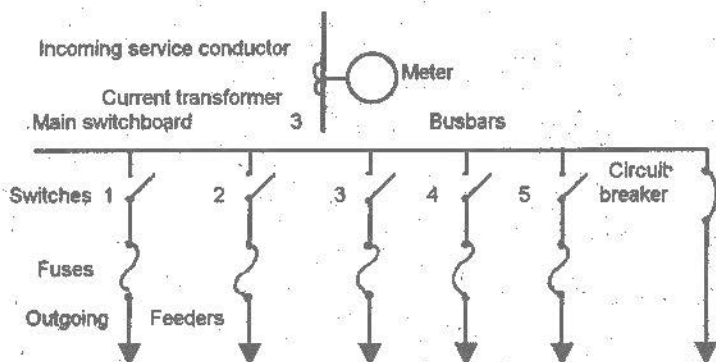 Incoming service conductor
Meter
Current transformer
Main switchboard 3 Busbars
Switches 1 2 3 4 5 Circuit breaker
Fuses
Outgoing Feeders